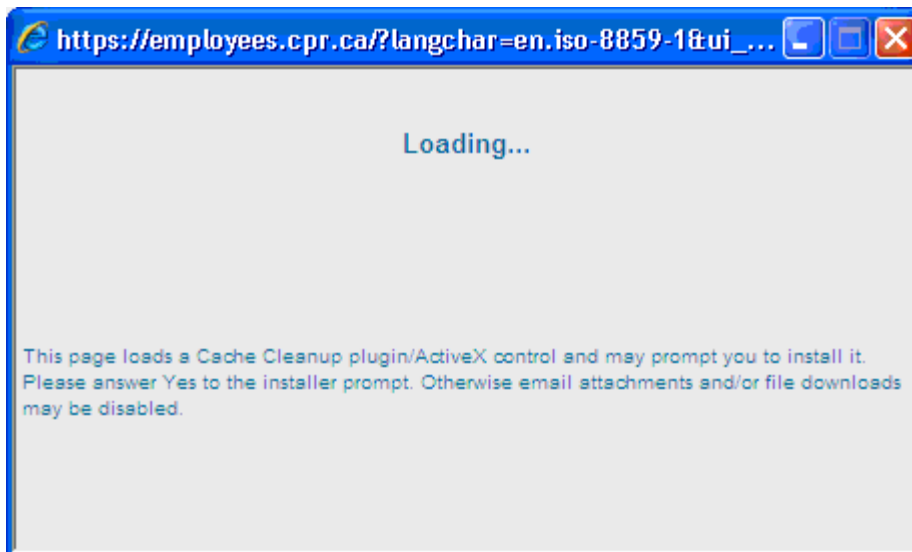 https://employees.cpr.ca/?langchar=en.iso-8859-1&ui_...
Loading...
This page loads a Cache Cleanup plugin/ActiveX control and may prompt you to install it.
Please answer Yes to the installer prompt. Otherwise email attachments and/or file downloads
may be disabled.